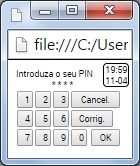 file:///C:/User
Introduza o seu PIN
19:59
11-04
****
1 2 3 Cancel.
4 5 6 Corrig.
7 8 9 0 OK